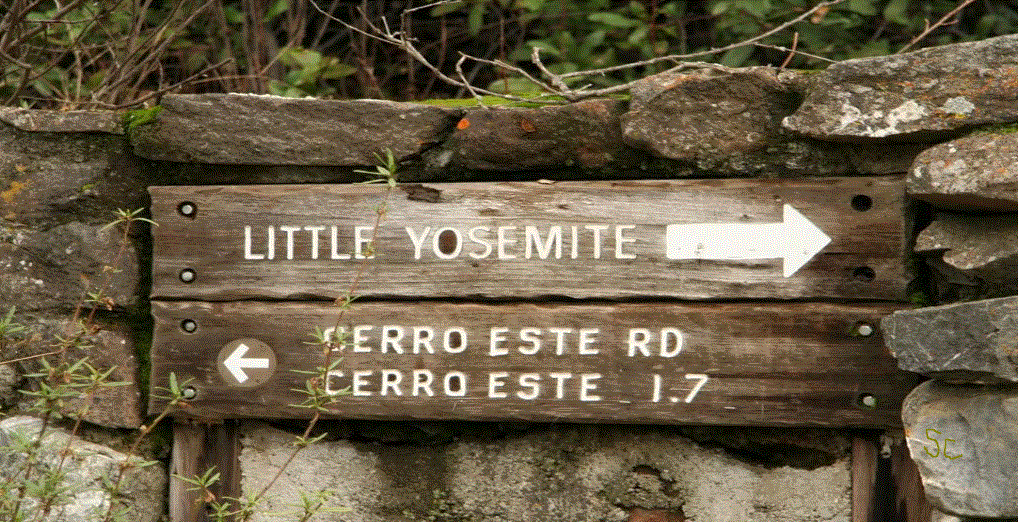 LITTLE YOSEMITE
CERRO ESTE RD
CERRO ESTE 1.7